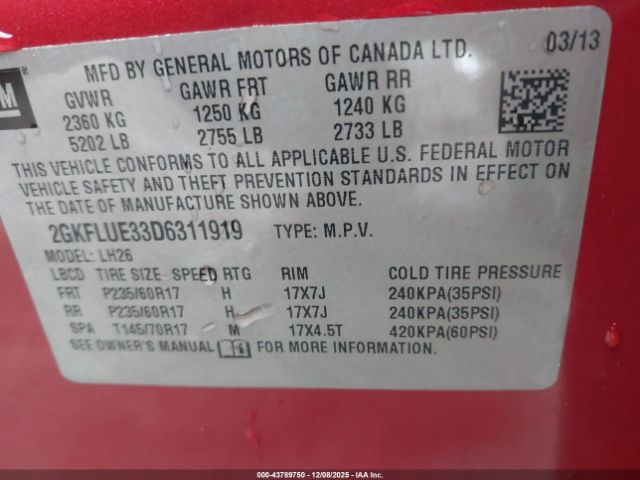 GM
MFD BY GENERAL MOTORS OF CANADA LTD. 03/13
GVWR GAWR FRT GAWR RR
2360 KG 1250 KG 1240 KG
5202 LB 2755 LB 2733 LB
THIS VEHICLE CONFORMS TO ALL APPLICABLE U.S. FEDERAL MOTOR
VEHICLE SAFETY AND THEFT PREVENTION STANDARDS IN EFFECT ON
THE DATE OF MANUFACTURE SHOWN ABOVE.
2GKFLUE33D6311919 TYPE: M.P.V.
MODEL: LH26
LBCD TIRE SIZE SPEED RTG RIM COLD TIRE PRESSURE
FRT P235/60R17 H 17X7J 240KPA(35PSI)
RR P235/60R17 H 17X7J 240KPA(35PSI)
SPA T145/70R17 M 17X4.5T 420KPA(60PSI)
SEE OWNER'S MANUAL FOR MORE INFORMATION.
000-43789750 | 12/08/2025 - IAA Inc.